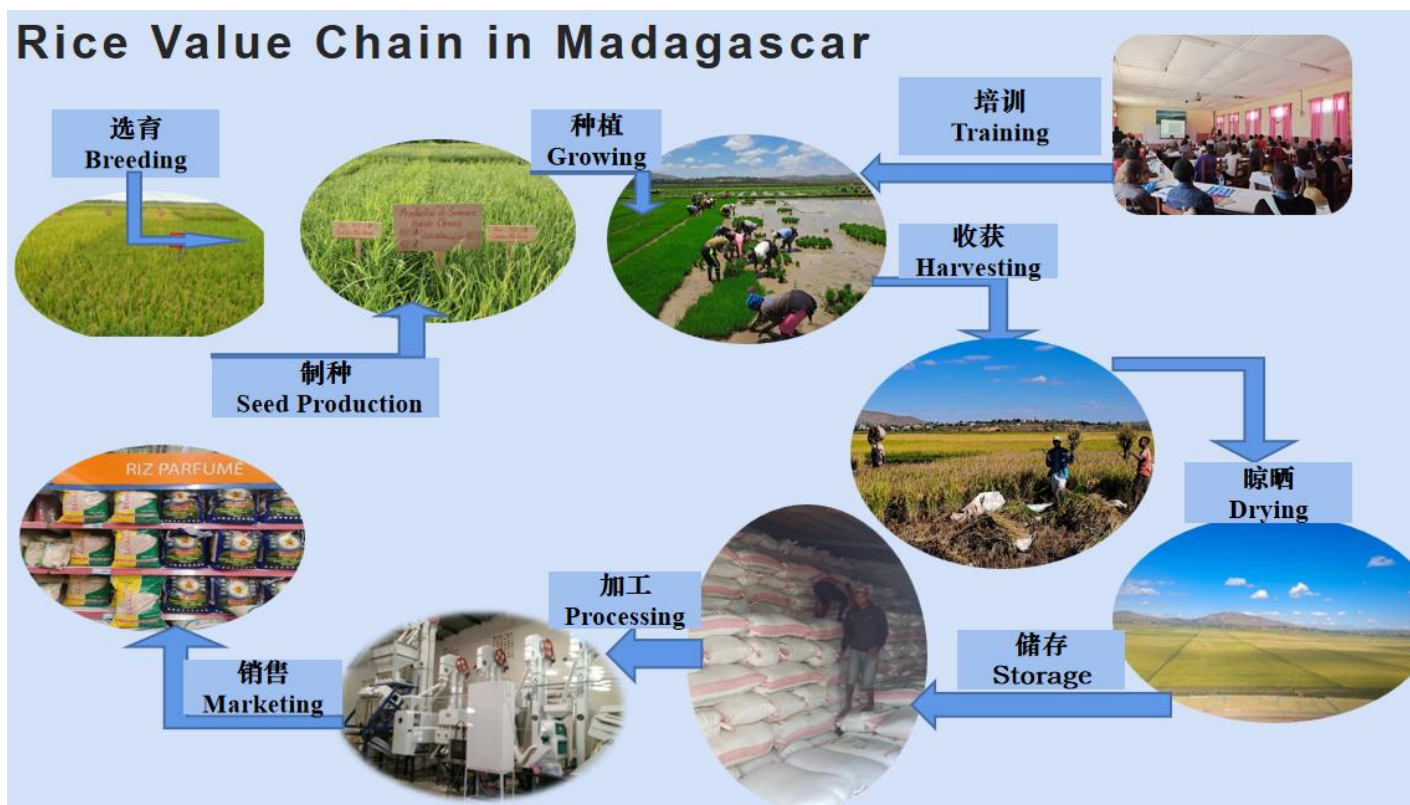 Rice Value Chain in Madagascar
选育
Breeding
种植
Growing
培训
Training
收获
Harvesting
制种
Seed Production
晾晒
Drying
RIZ PARFUME
加工
Processing
储存
Storage
销售
Marketing